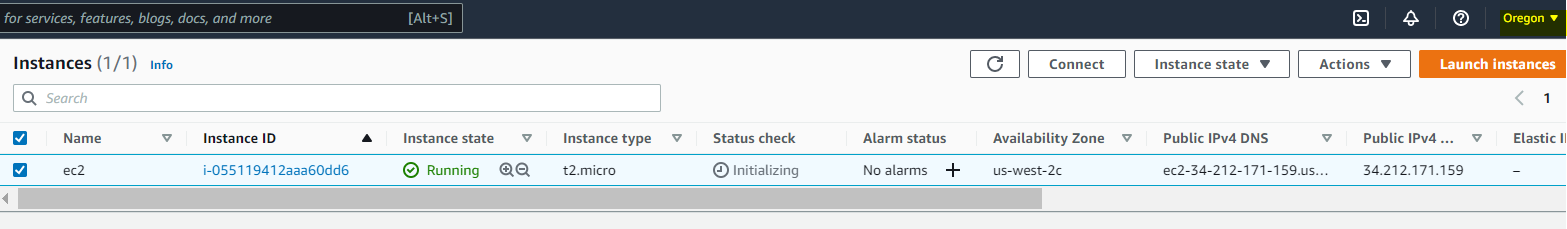 for services, features, blogs, docs, and more [Alt+S] Oregon
Instances (1/1) Info Connect Instance state Actions Launch instances
Search
1
Name Instance ID Instance state Instance type Status check Alarm status Availability Zone Public IPv4 DNS Public IPv4 ... Elastic I
ec2 i-055119412aaa60dd6 Running t2.micro Initializing No alarms us-west-2c ec2-34-212-171-159.us... 34.212.171.159 –